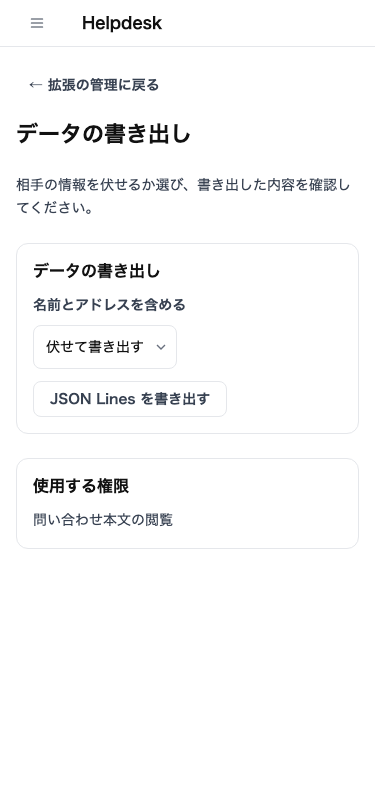 Helpdesk
← 拡張の管理に戻る
データの書き出し
相手の情報を伏せるか選び、書き出した内容を確認し
てください。
データの書き出し
名前とアドレスを含める
伏せて書き出す
JSON Lines を書き出す
使用する権限
問い合わせ本文の閲覧